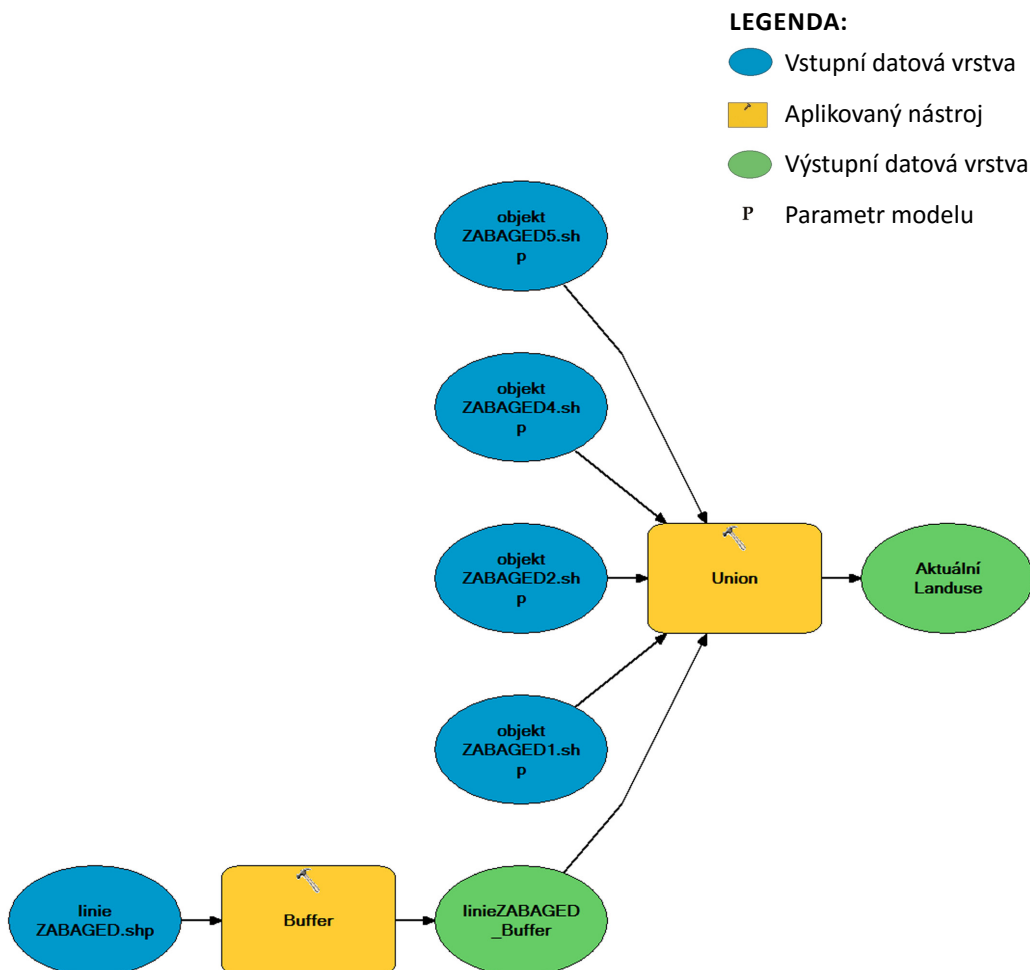 LEGENDA:
Vstupní datová vrstva
Aplikovaný nástroj
Výstupní datová vrstva
P Parametr modelu
objekt
ZABAGED5.sh
p
objekt
ZABAGED4.sh
p
objekt
ZABAGED2.sh
p
Union
Aktuální
Landuse
objekt
ZABAGED1.sh
p
linie
ZABAGED.shp
Buffer
linieZABAGED
_Buffer